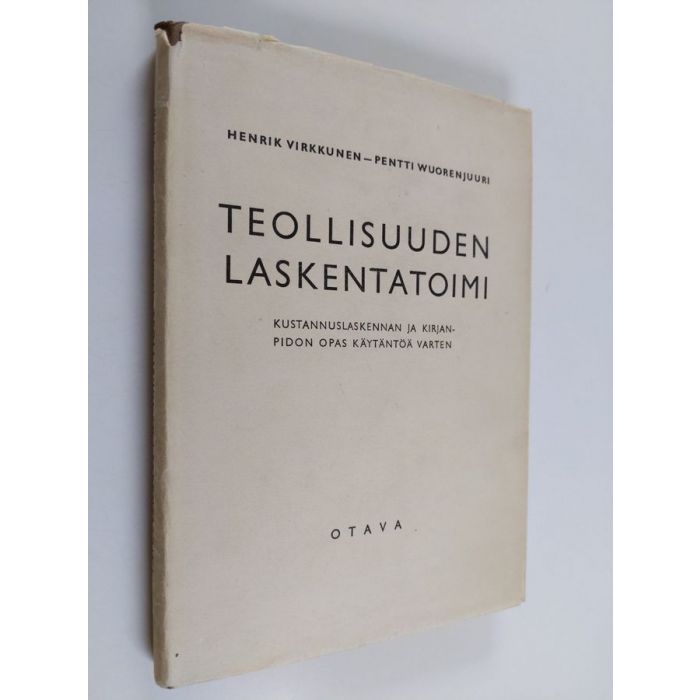 HENRIK VIRKKUNEN — PENTTI WUORENJUURI
TEOLLISUUDEN
LASKENTATOIMI
KUSTANNUSLASKENNAN JA KIRJAN-
PIDON OPAS KÄYTÄNTÖÄ VARTEN
OTAVA